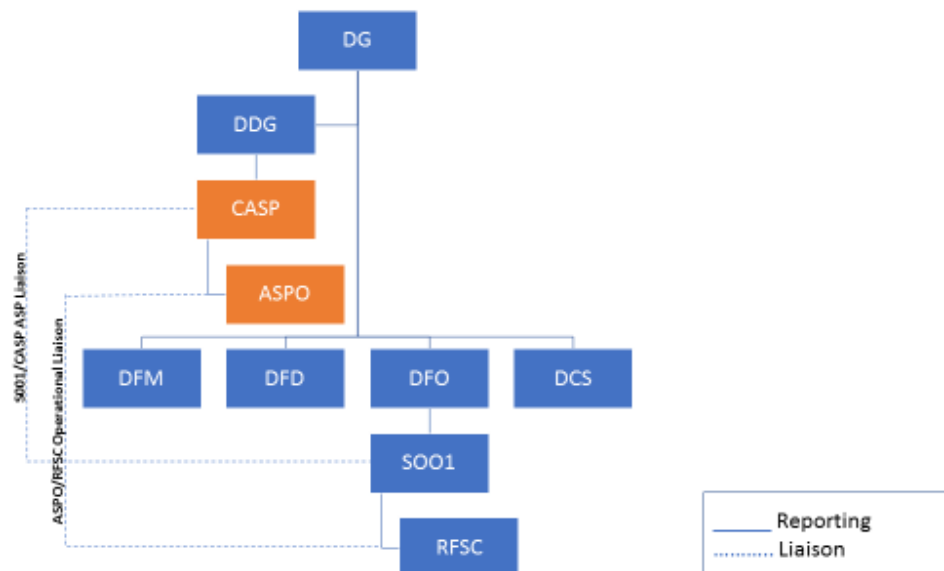 DG
DDG
CASP
ASPO
DFM
DFD
DFO
DCS
SOO1
RFSC
S001/CASP ASP Liaison
ASPO/RFSC Operational Liaison
Reporting
Liaison